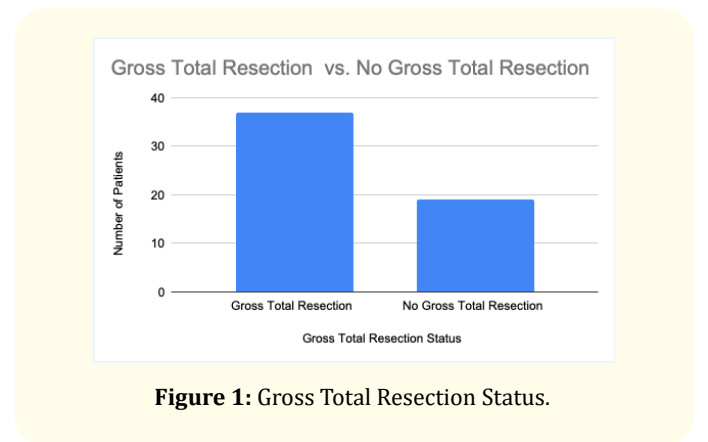 Gross Total Resection vs. No Gross Total Resection
40
30
20
10
0
Number of Patients
Gross Total Resection
No Gross Total Resection
Gross Total Resection Status
Figure 1: Gross Total Resection Status.